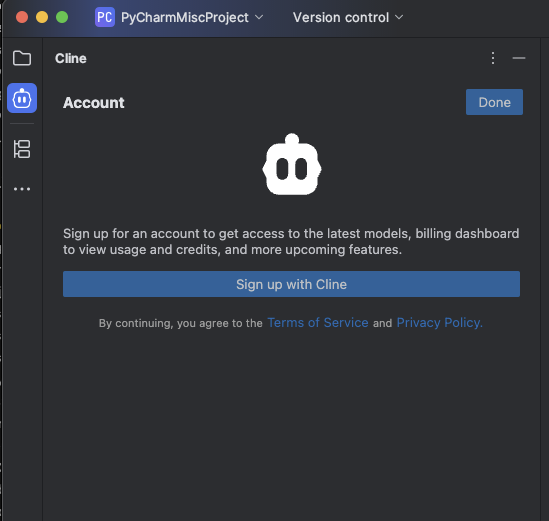 PC PyCharmMiscProject Version control
Cline
Account Done
Sign up for an account to get access to the latest models, billing dashboard
to view usage and credits, and more upcoming features.
Sign up with Cline
By continuing, you agree to the Terms of Service and Privacy Policy.